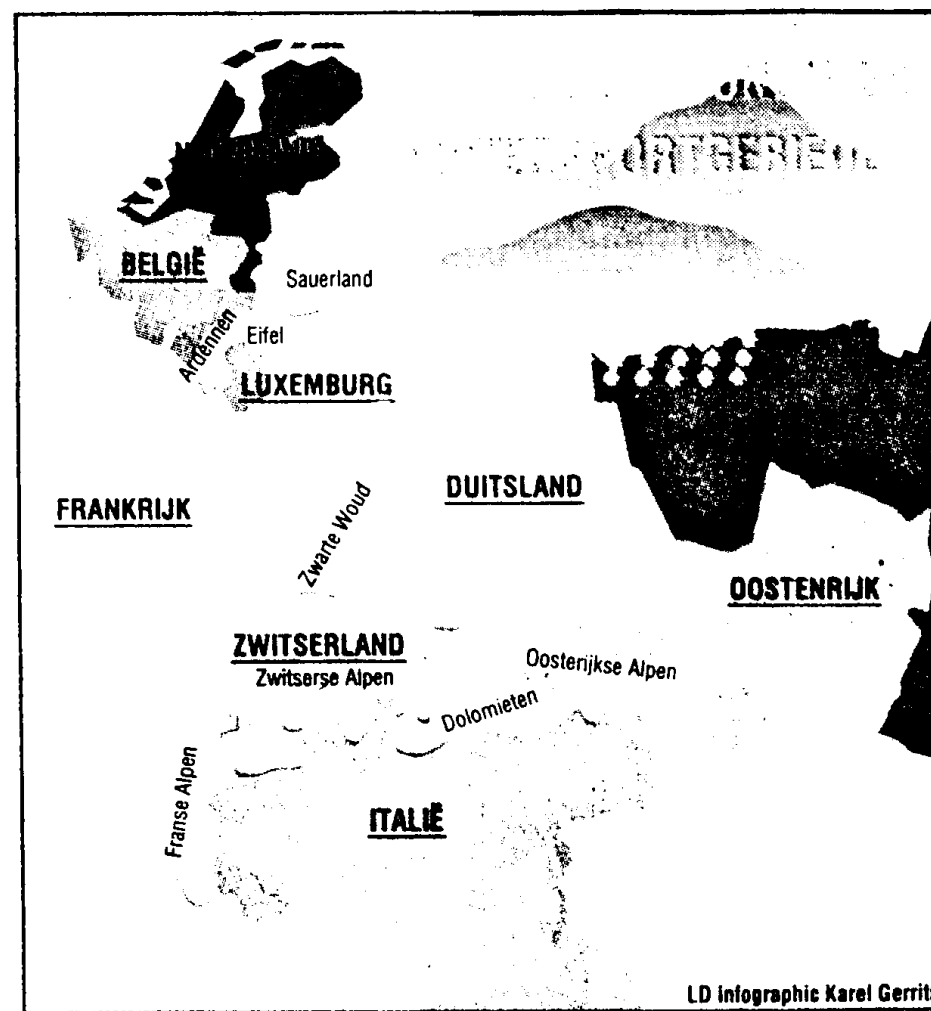 BELGIË
Sauerland
Ardennen
Eifel
LUXEMBURG
DUITSLAND
FRANKRIJK
Zwarte Woud
OOSTENRIJK
ZWITSERLAND
Zwitserse Alpen
Oosterijkse Alpen
Dolomieten
Franse Alpen
ITALIË
LD infographic Karel Gerrits